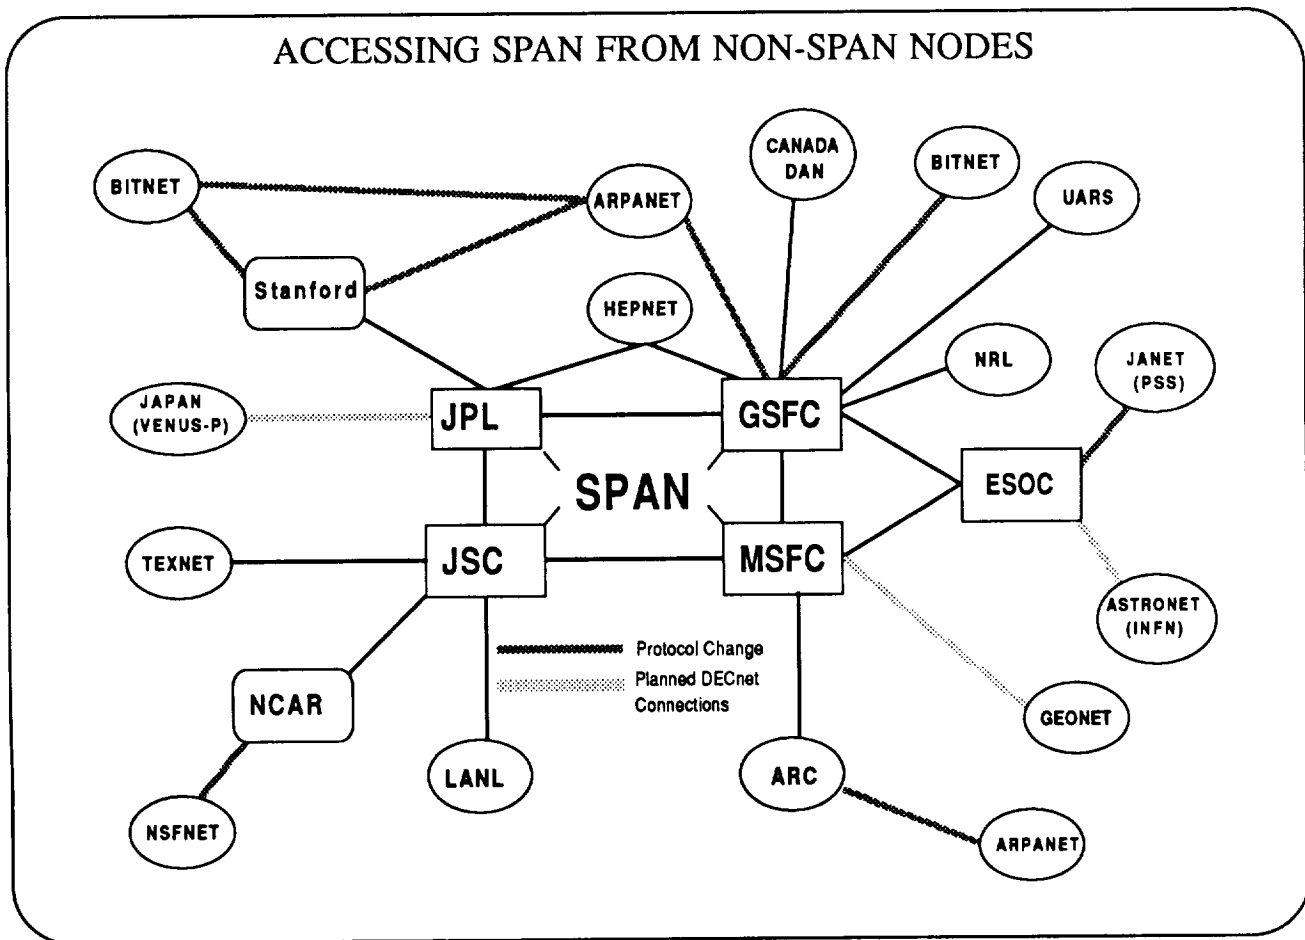 ACCESSING SPAN FROM NON-SPAN NODES
CANADA
DAN
BITNET
BITNET
ARPANET
UARS
Stanford
HEPNET
NRL
JANET
(PSS)
JAPAN
(VENUS-P)
JPL
GSFC
SPAN
ESOC
TEXNET
JSC
MSFC
ASTRONET
(INFN)
Protocol Change
Planned DECnet
Connections
NCAR
GEONET
LANL
ARC
NSFNET
ARPANET